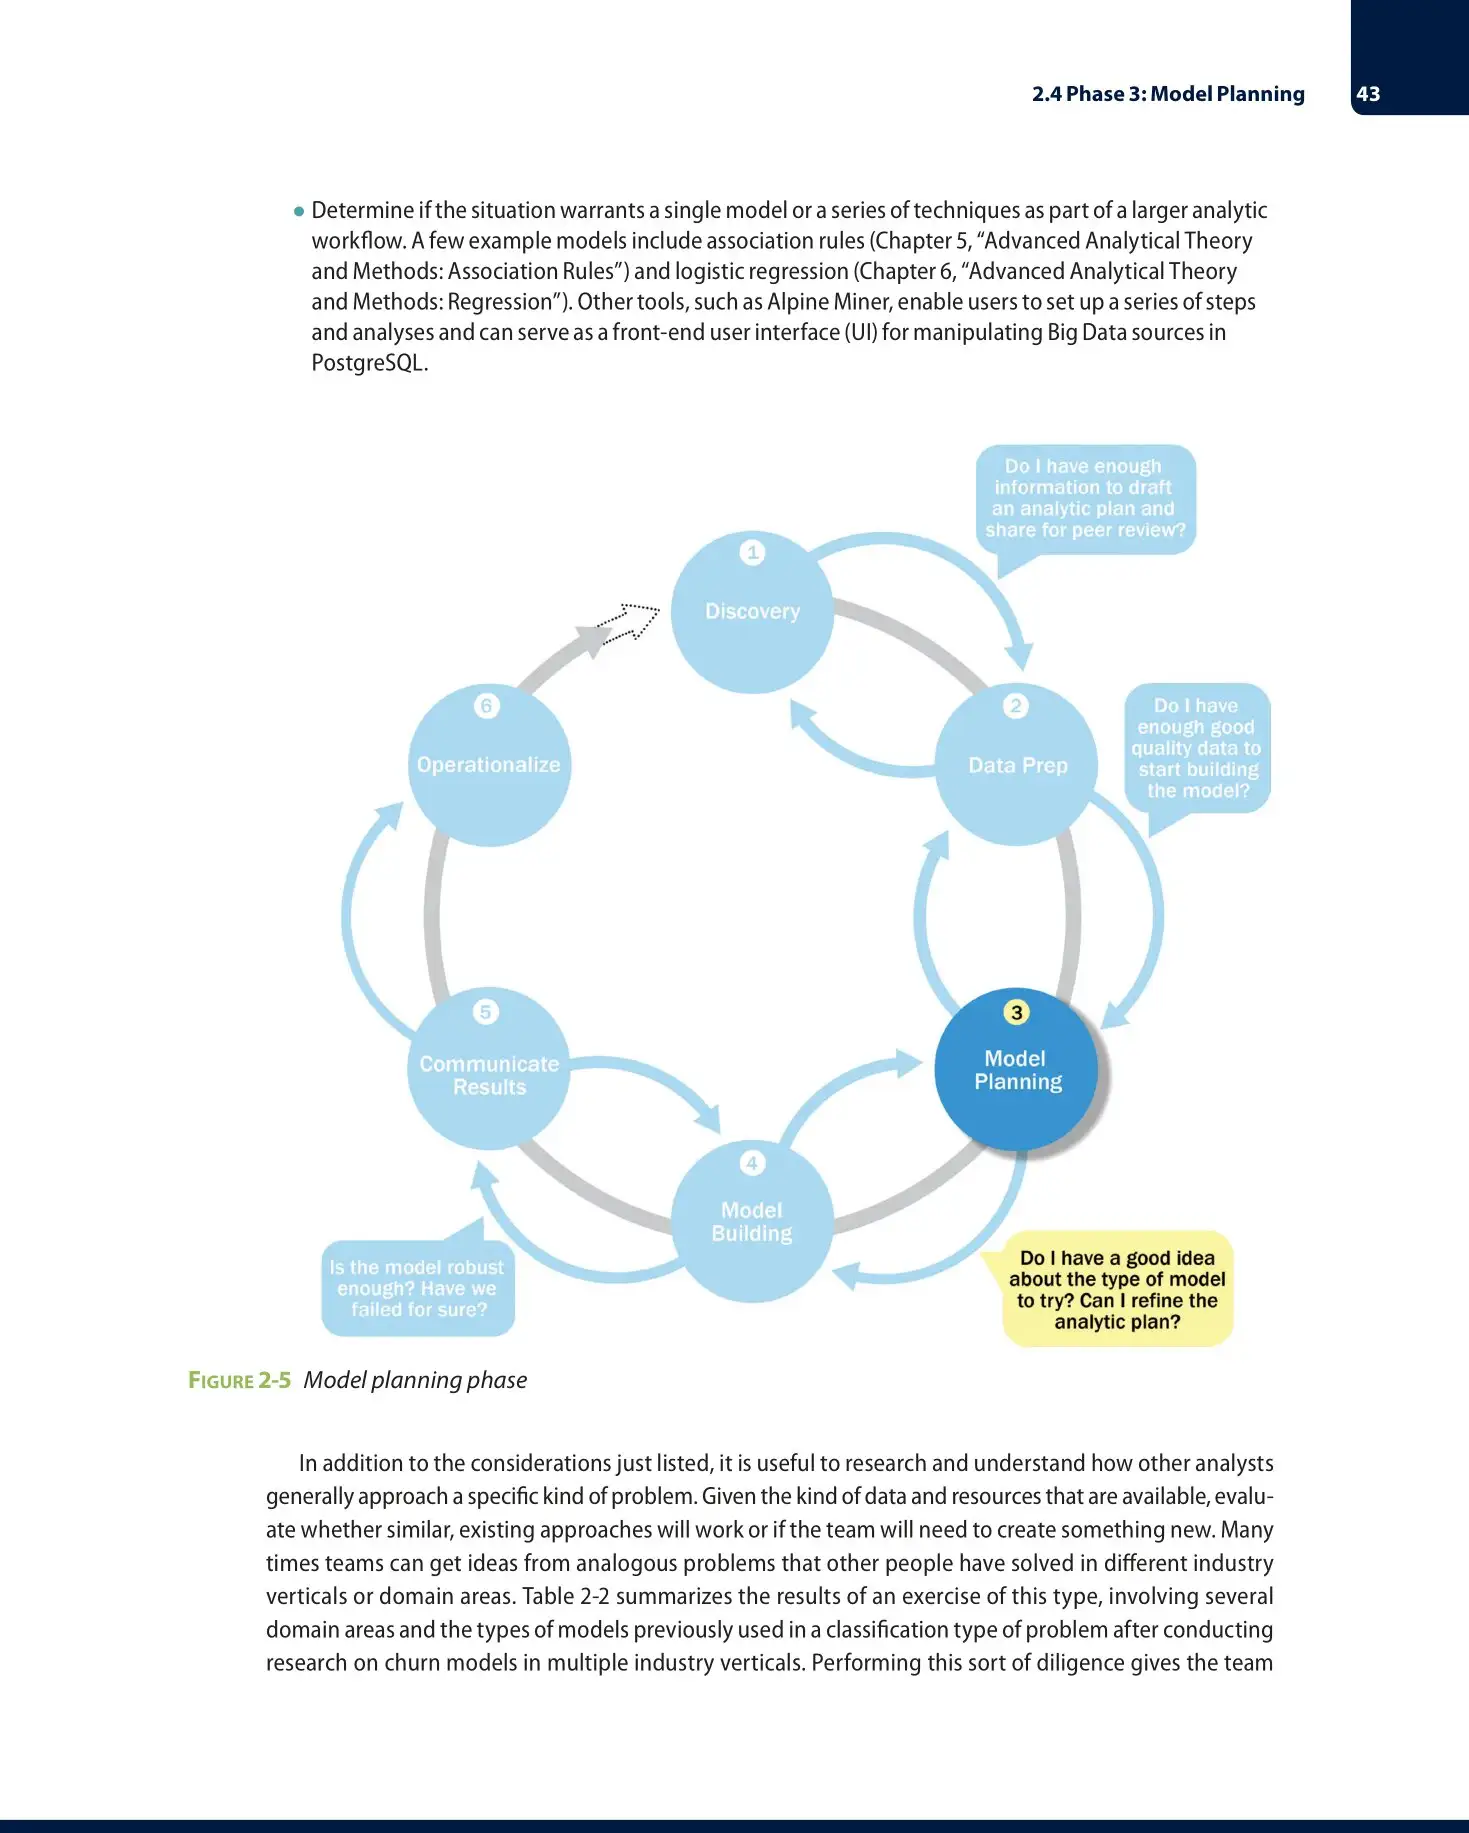 2.4 Phase 3: Model Planning 43
• Determine if the situation warrants a single model or a series of techniques as part of a larger analytic
workflow. A few example models include association rules (Chapter 5, “Advanced Analytical Theory
and Methods: Association Rules”) and logistic regression (Chapter 6, “Advanced Analytical Theory
and Methods: Regression”). Other tools, such as Alpine Miner, enable users to set up a series of steps
and analyses and can serve as a front-end user interface (UI) for manipulating Big Data sources in
PostgreSQL.
Do I have enough
information to draft
an analytic plan and
share for peer review?
1
Discovery
2
Data Prep
Do I have
enough good
quality data to
start building
the model?
6
Operationalize
3
Model
Planning
5
Communicate
Results
4
Model
Building
Do I have a good idea
about the type of model
to try? Can I refine the
analytic plan?
Is the model robust
enough? Have we
failed for sure?
FIGURE 2-5 Model planning phase
In addition to the considerations just listed, it is useful to research and understand how other analysts
generally approach a specific kind of problem. Given the kind of data and resources that are available, evalu-
ate whether similar, existing approaches will work or if the team will need to create something new. Many
times teams can get ideas from analogous problems that other people have solved in different industry
verticals or domain areas. Table 2-2 summarizes the results of an exercise of this type, involving several
domain areas and the types of models previously used in a classification type of problem after conducting
research on churn models in multiple industry verticals. Performing this sort of diligence gives the team